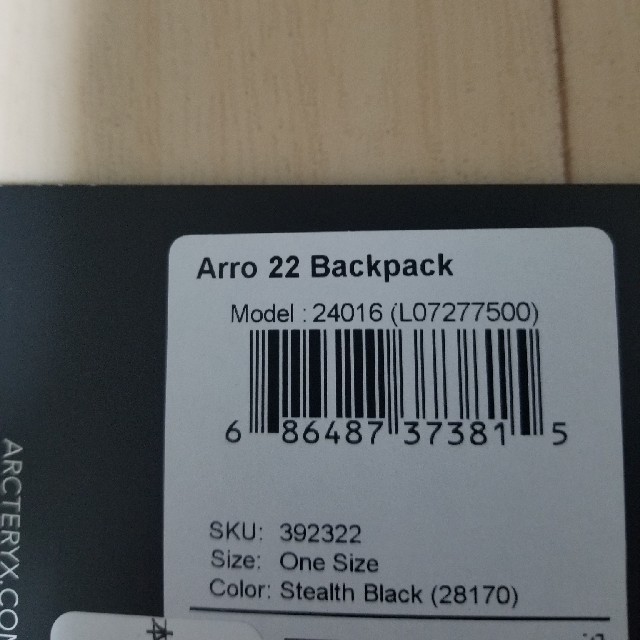 Arro 22 Backpack
Model : 24016 (L07277500)
6 86487 37381 5
SKU: 392322
Size: One Size
Color: Stealth Black (28170)
ARCTERYX.COM